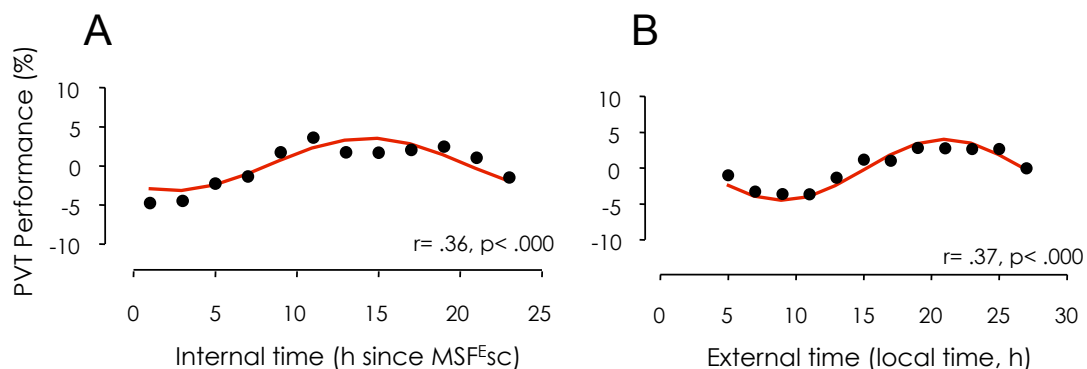 A
B
PVT Performance (%)
10
5
0
-5
-10
r= .36, p< .000
0 5 10 15 20 25
Internal time (h since MSFᴱsc)
10
5
0
-5
-10
r= .37, p< .000
0 5 10 15 20 25 30
External time (local time, h)